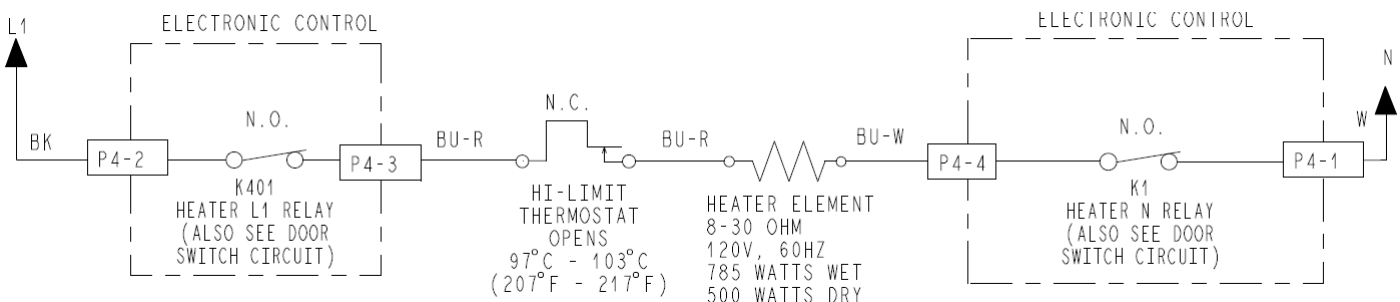 L1
ELECTRONIC CONTROL
BK
P4-2
N.O.
K401
HEATER L1 RELAY
(ALSO SEE DOOR
SWITCH CIRCUIT)
P4-3
BU-R
N.C.
HI-LIMIT
THERMOSTAT
OPENS
97°C - 103°C
(207°F - 217°F)
BU-R
HEATER ELEMENT
8-30 OHM
120V, 60HZ
785 WATTS WET
500 WATTS DRY
BU-W
ELECTRONIC CONTROL
P4-4
N.O.
K1
HEATER N RELAY
(ALSO SEE DOOR
SWITCH CIRCUIT)
P4-1
W
N